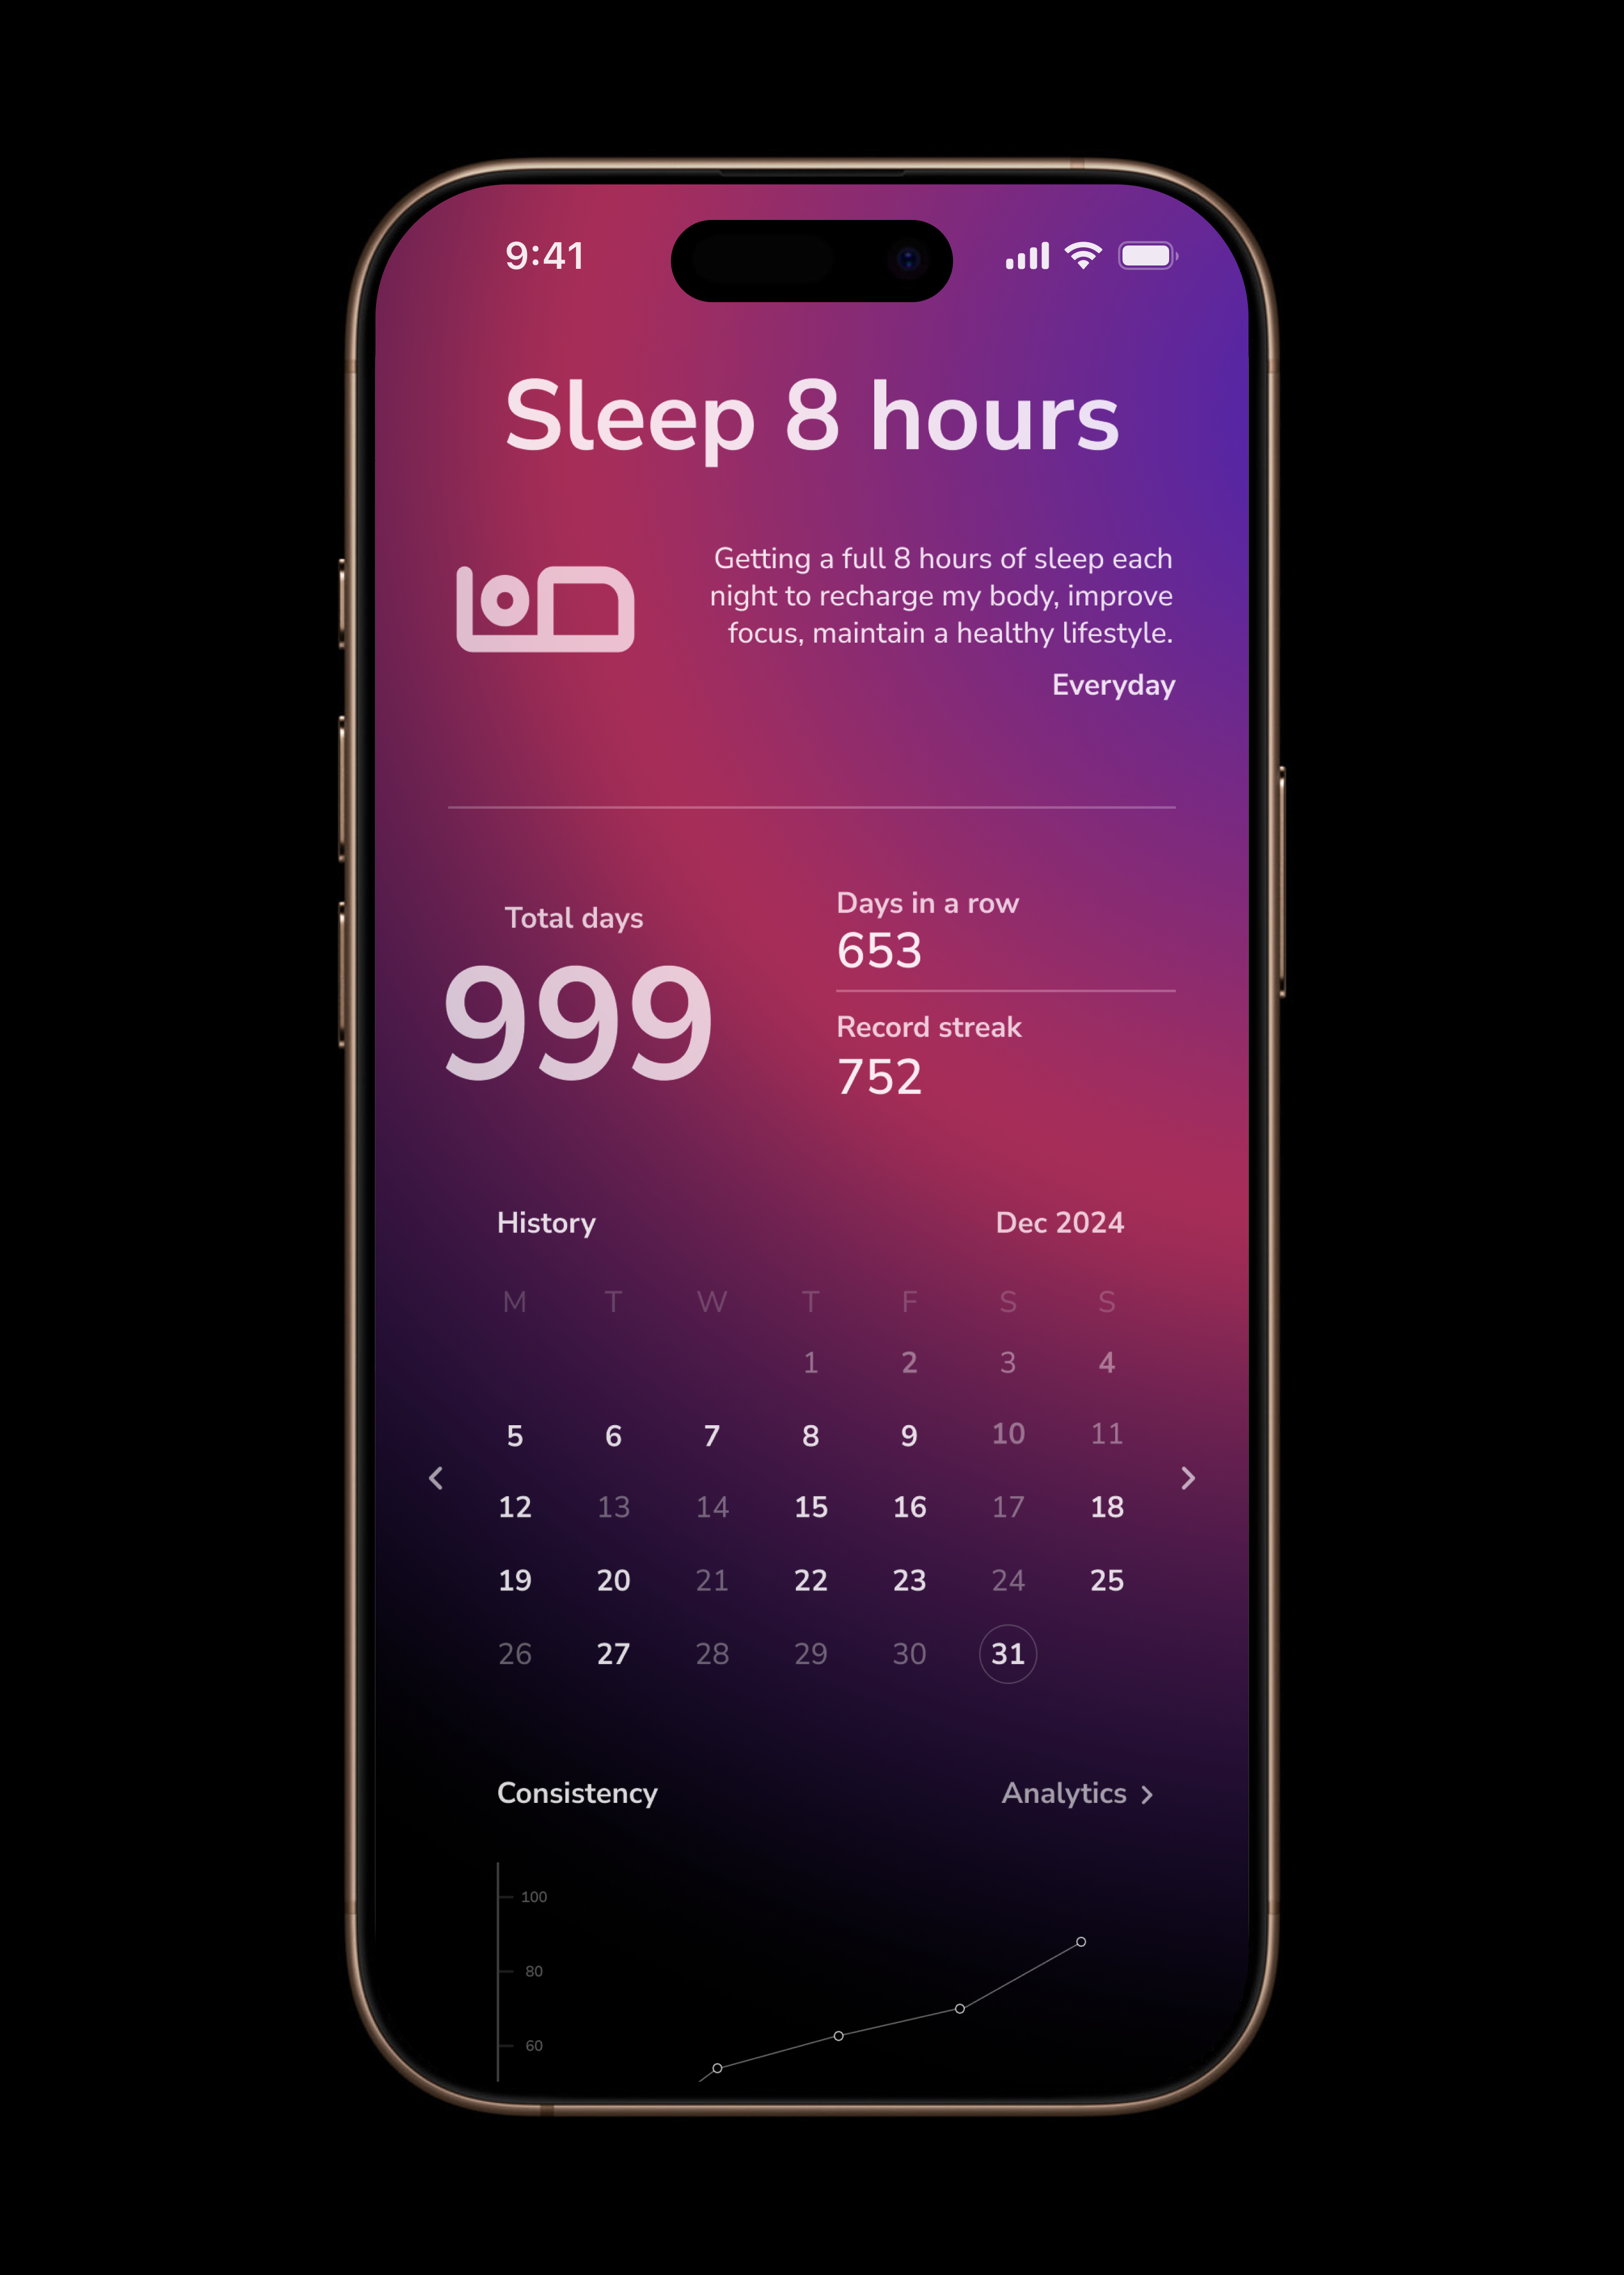 9:41
Sleep 8 hours
Getting a full 8 hours of sleep each
night to recharge my body, improve
focus, maintain a healthy lifestyle.
Everyday
Total days
999
Days in a row
653
Record streak
752
History
Dec 2024
M T W T F S S
1 2 3 4
5 6 7 8 9 10 11
12 13 14 15 16 17 18
19 20 21 22 23 24 25
26 27 28 29 30 31
Consistency
Analytics
100
80
60